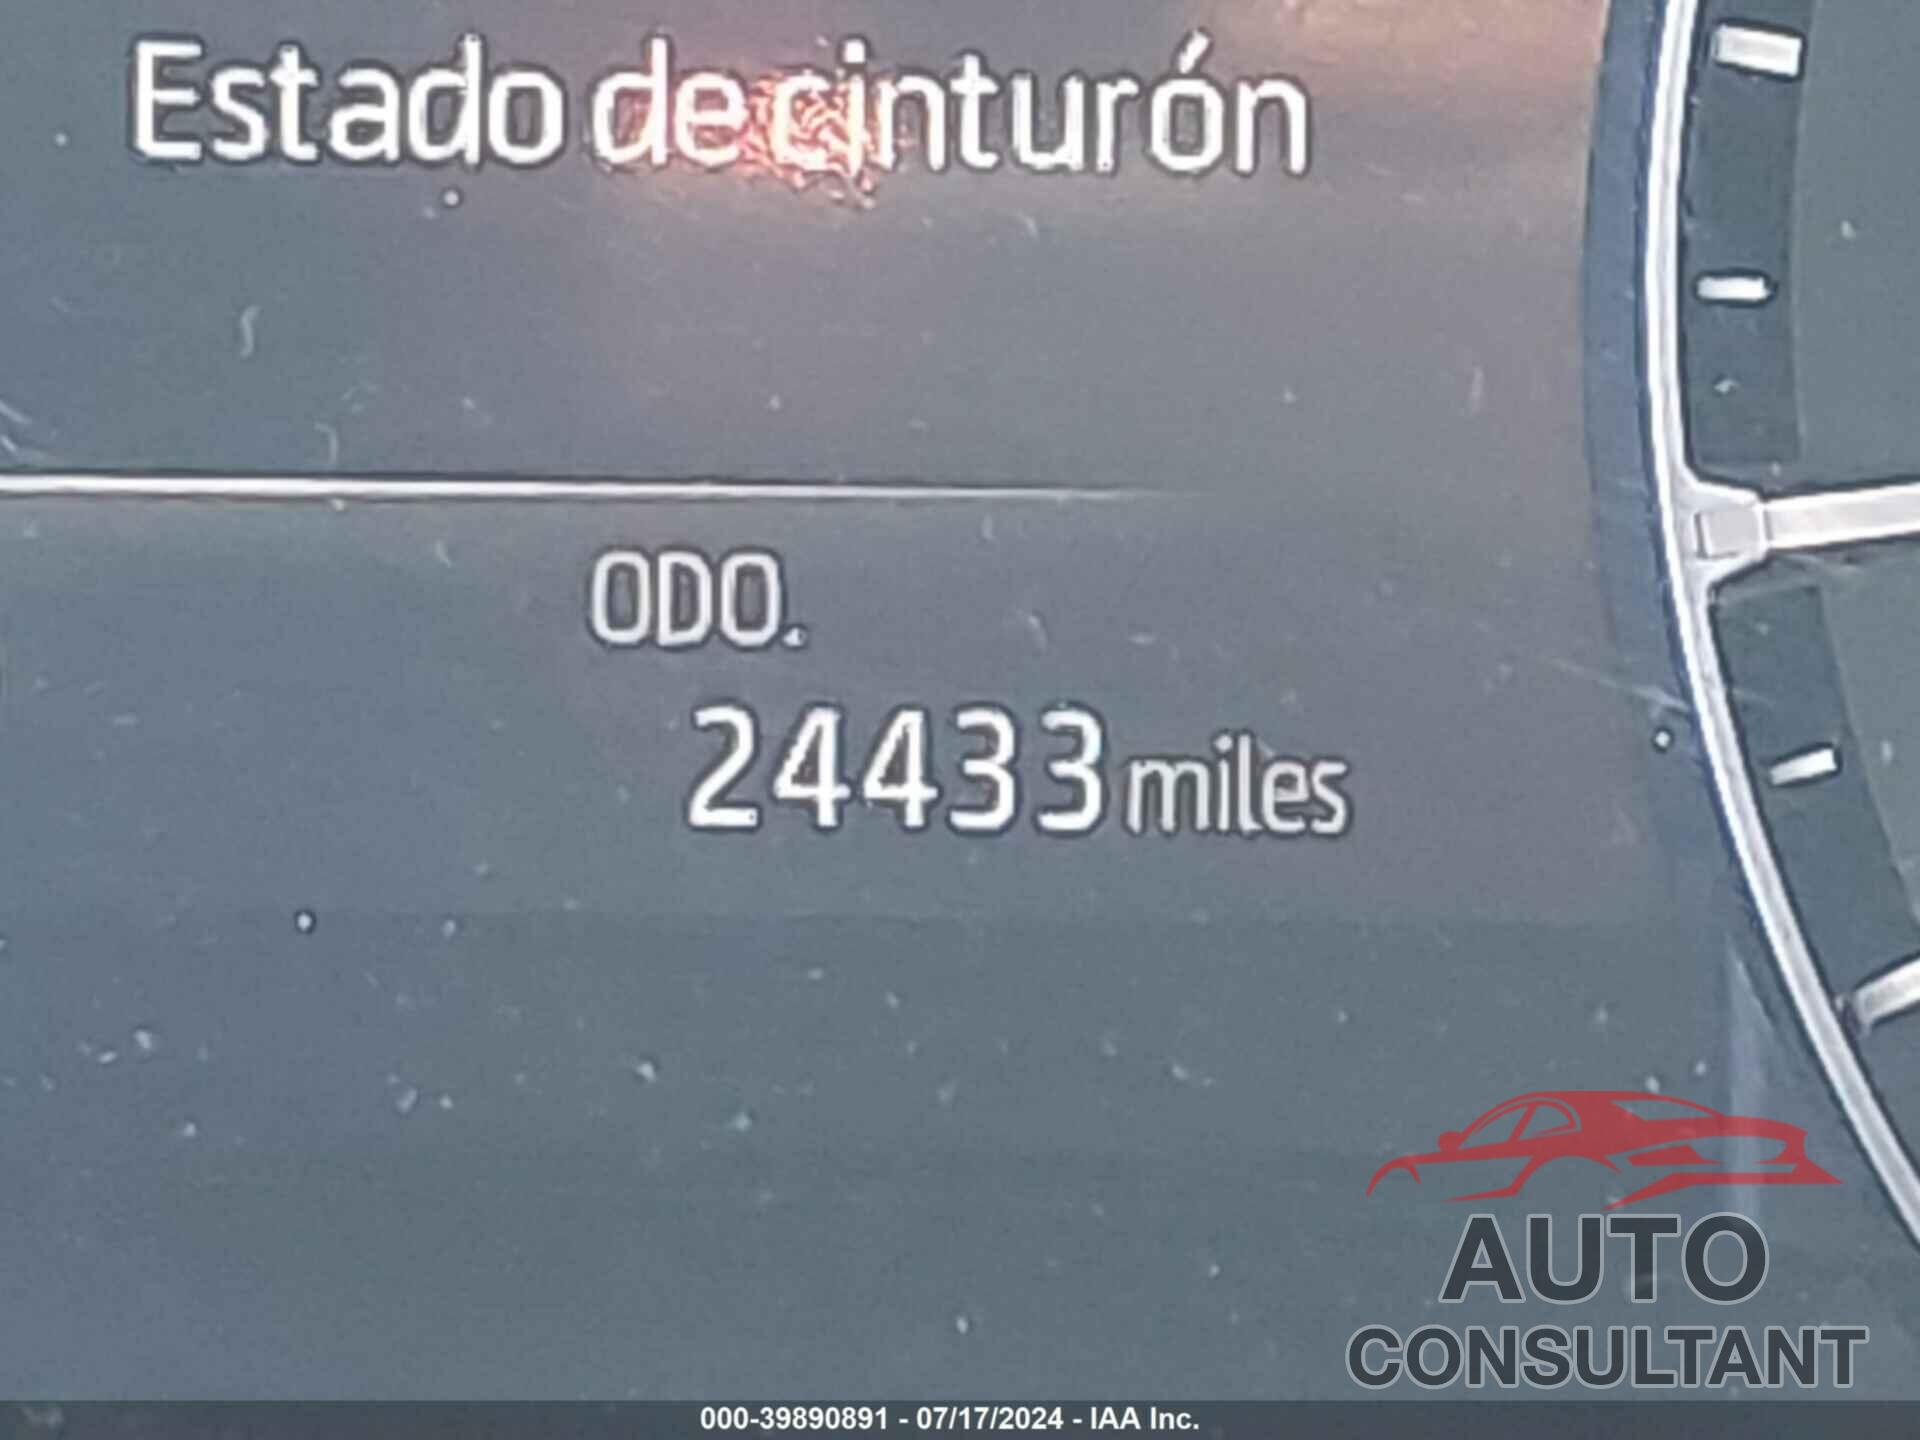 Estado de cinturón
ODO.
24433 miles
AUTO
CONSULTANT
000-39890891 - 07/17/2024 - IAA Inc.